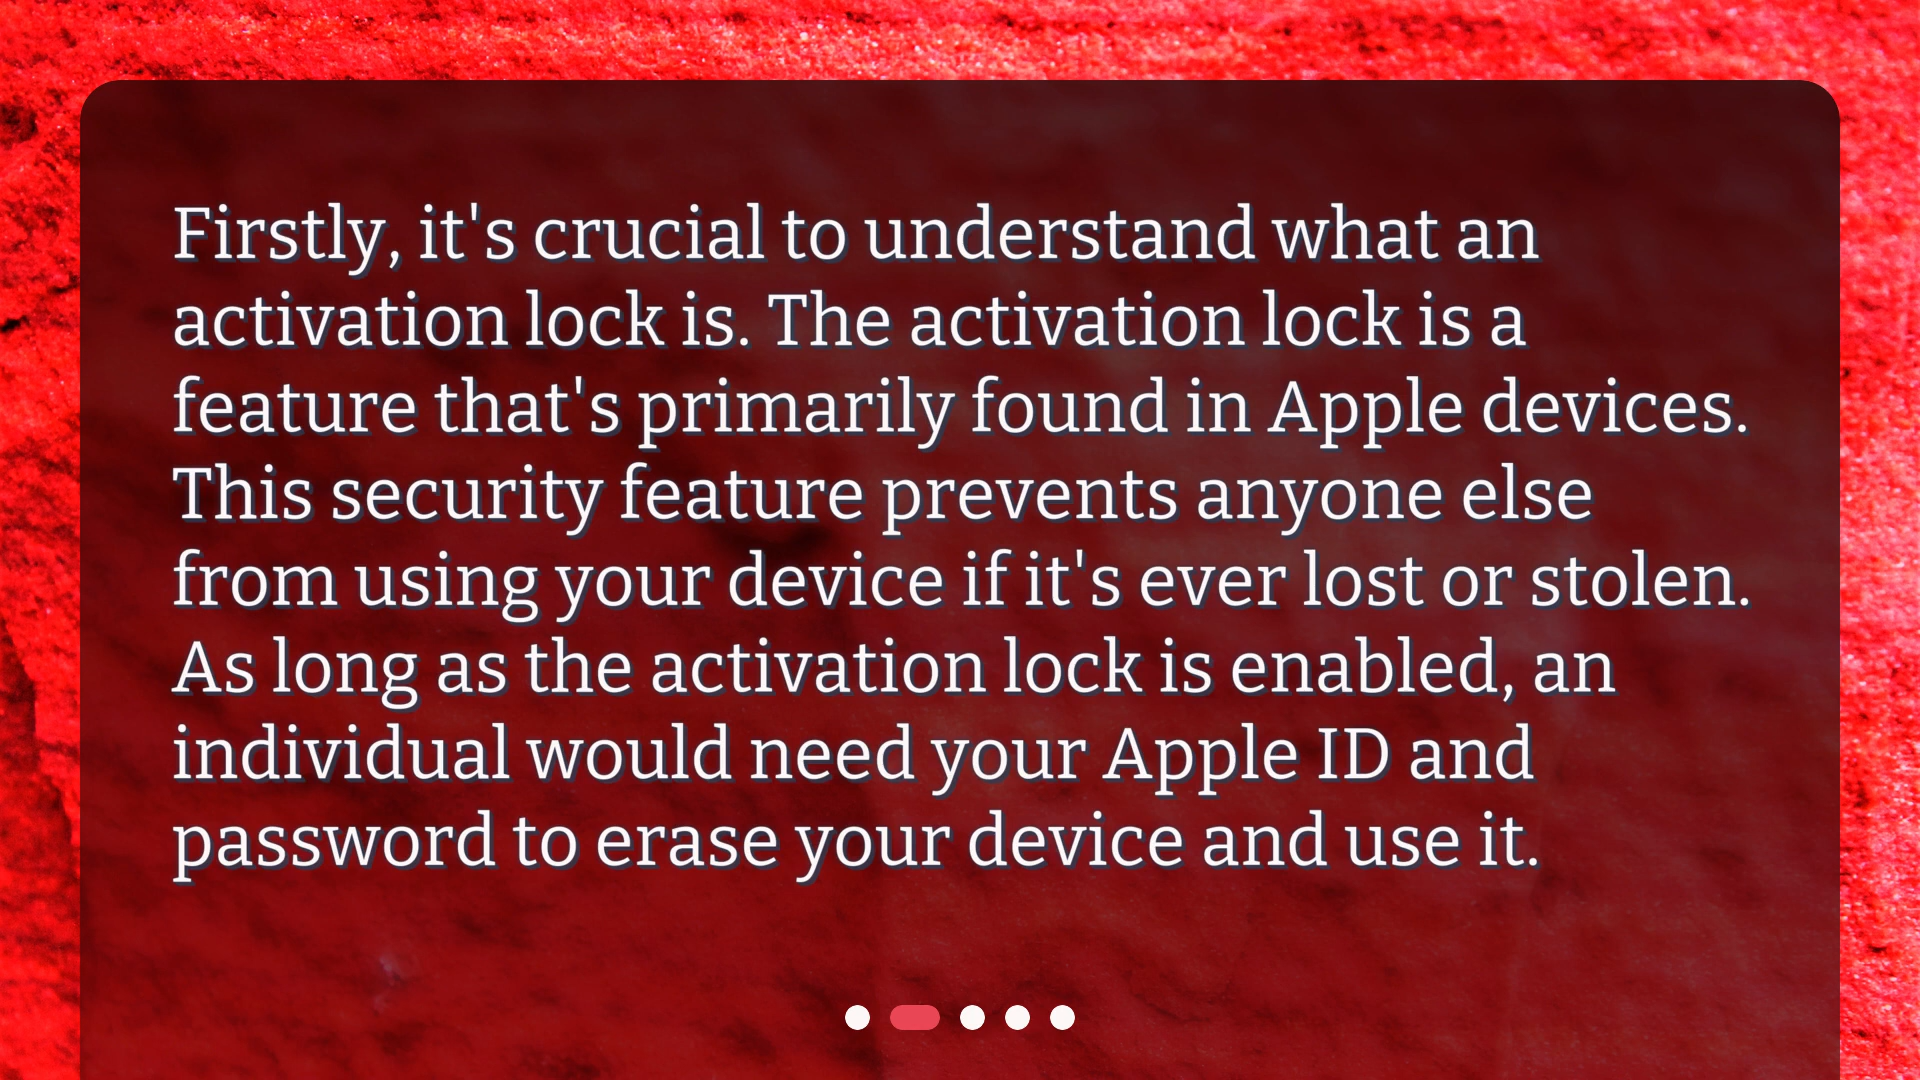 Firstly, it's crucial to understand what an
activation lock is. The activation lock is a
feature that's primarily found in Apple devices.
This security feature prevents anyone else
from using your device if it's ever lost or stolen.
As long as the activation lock is enabled, an
individual would need your Apple ID and
password to erase your device and use it.